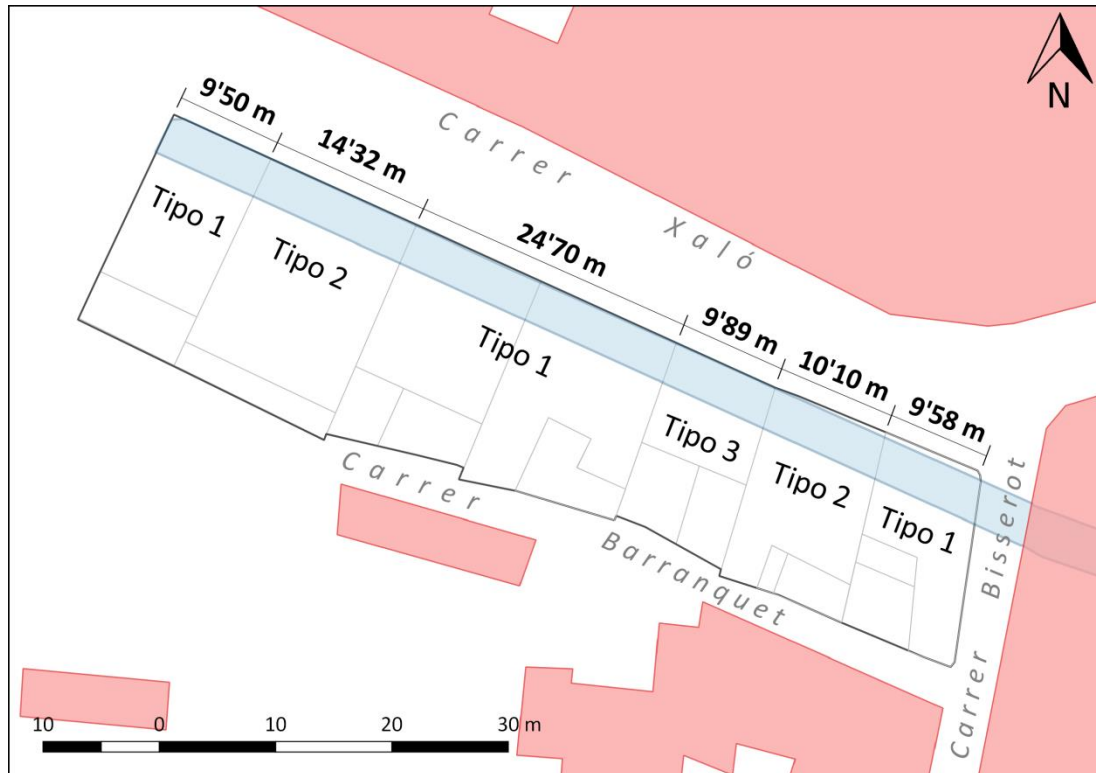 N
9'50 m
14'32 m
24'70 m
9'89 m
10'10 m
9'58 m
Carrer Xaló
Tipo 1
Tipo 2
Tipo 1
Tipo 3
Tipo 2
Tipo 1
Carrer Barranquet
Carrer Bisserot
10 0 10 20 30 m